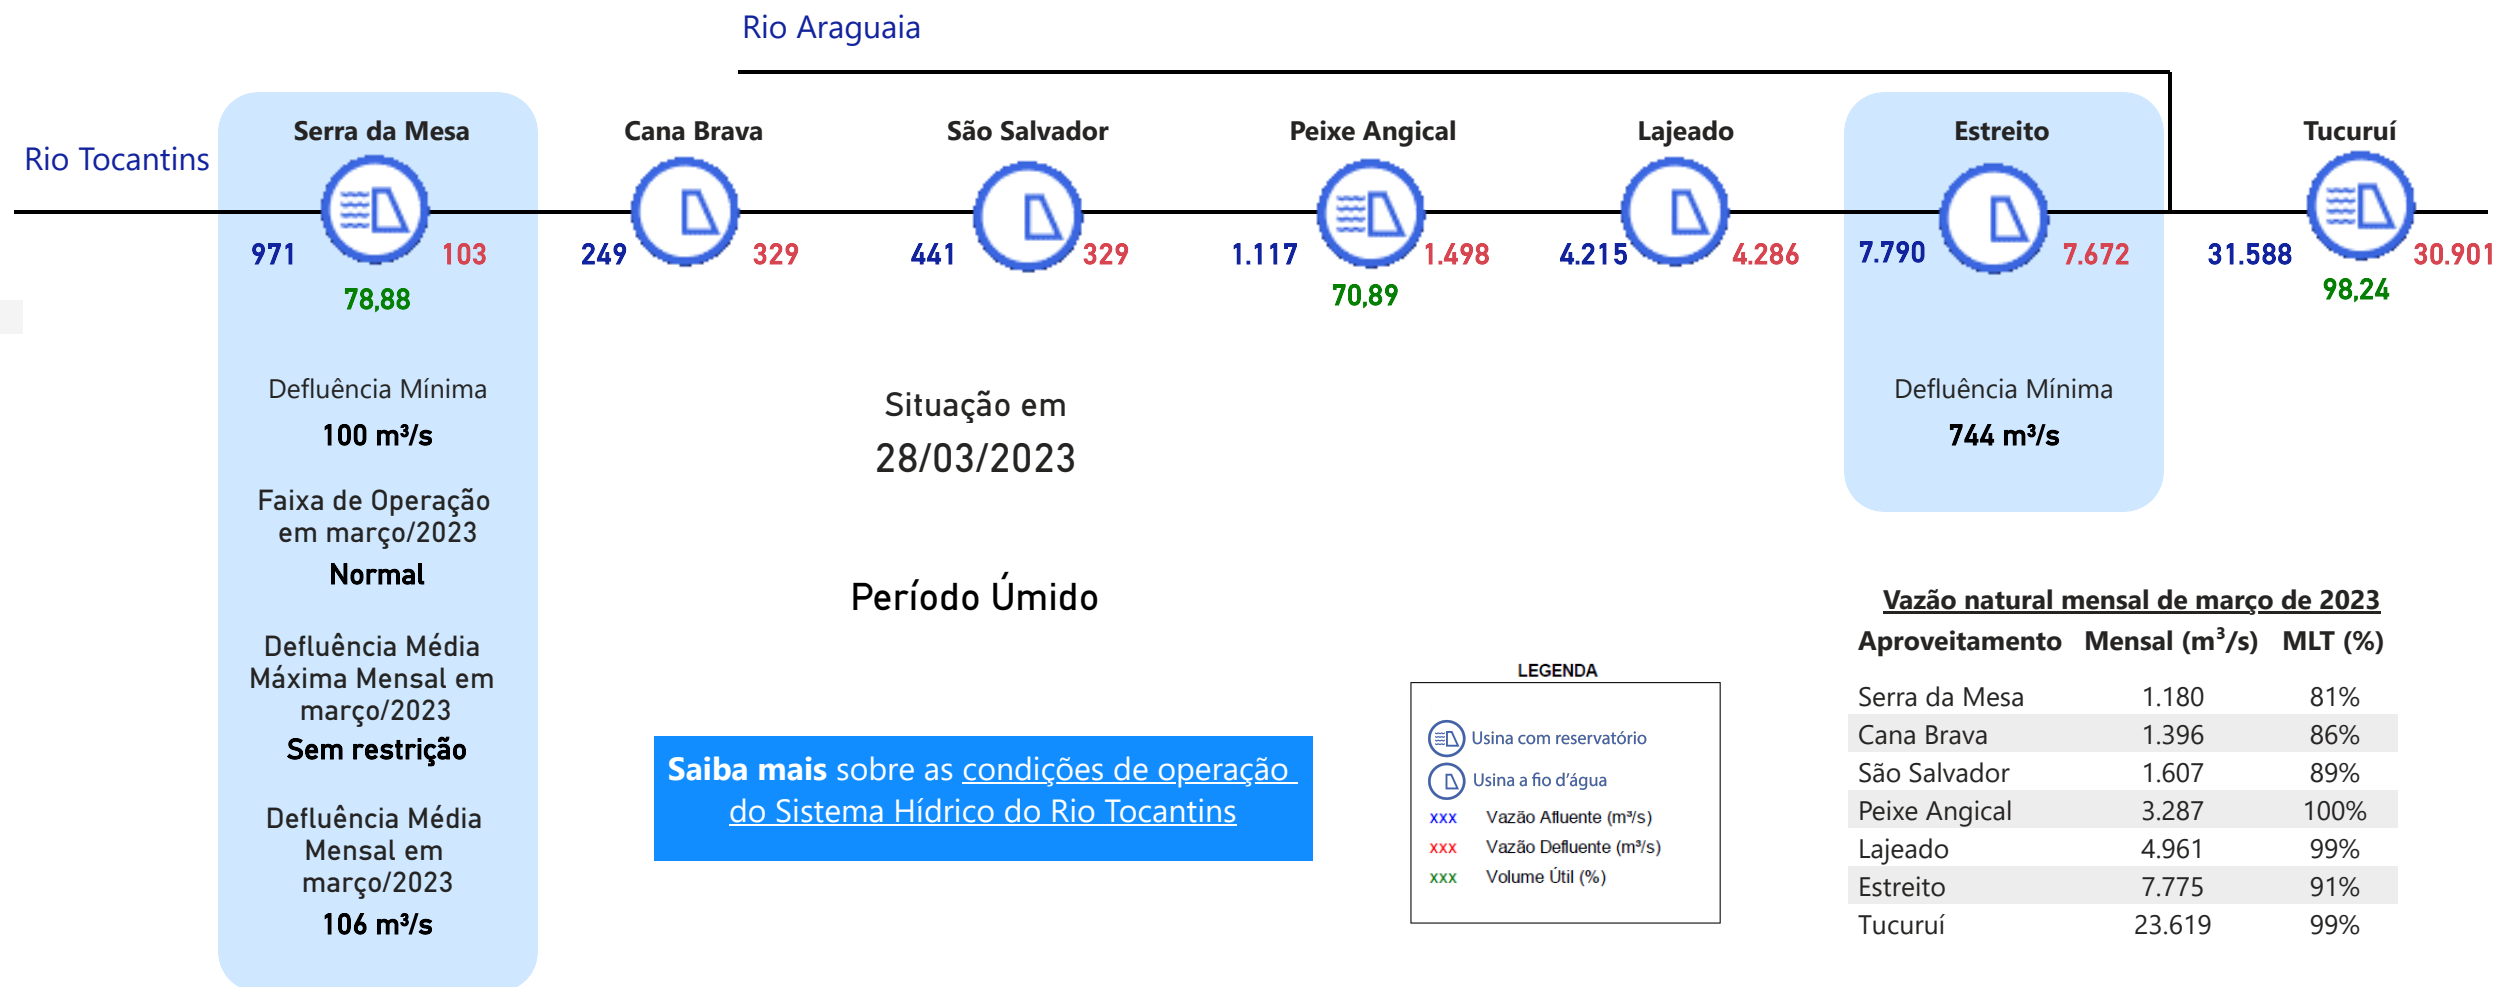 Rio Araguaia
Rio Tocantins
Serra da Mesa
Cana Brava
São Salvador
Peixe Angical
Lajeado
Estreito
Tucuruí
971 103
249 329
441 329
1.117 1.498
4.215 4.286
7.790 7.672
31.588 30.901
78,88
70,89
98,24
Defluência Mínima
100 m³/s
Faixa de Operação
em março/2023
Normal
Defluência Média
Máxima Mensal em
março/2023
Sem restrição
Defluência Média
Mensal em
março/2023
106 m³/s
Situação em
28/03/2023
Período Úmido
Saiba mais sobre as condições de operação
do Sistema Hídrico do Rio Tocantins
Defluência Mínima
744 m³/s
LEGENDA
Usina com reservatório
Usina a fio d'água
xxx Vazão Afluente (m³/s)
xxx Vazão Defluente (m³/s)
xxx Volume Útil (%)
Vazão natural mensal de março de 2023
Aproveitamento Mensal (m³/s) MLT (%)
Serra da Mesa 1.180 81%
Cana Brava 1.396 86%
São Salvador 1.607 89%
Peixe Angical 3.287 100%
Lajeado 4.961 99%
Estreito 7.775 91%
Tucuruí 23.619 99%